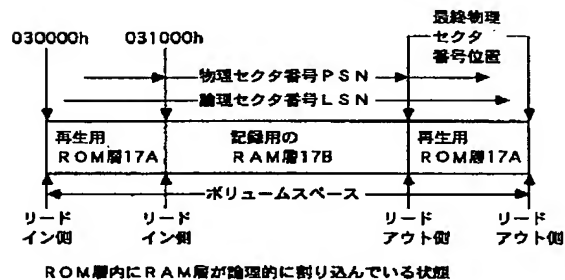 最終物理
セクタ
番号位置
030000h 031000h
物理セクタ番号PSN
論理セクタ番号LSN
再生用
ROM層17A
記録用の
RAM層17B
再生用
ROM層17A
ボリュームスペース
リード
イン側
リード
イン側
リード
アウト側
リード
アウト側
ROM層内にRAM層が論理的に割り込んでいる状態